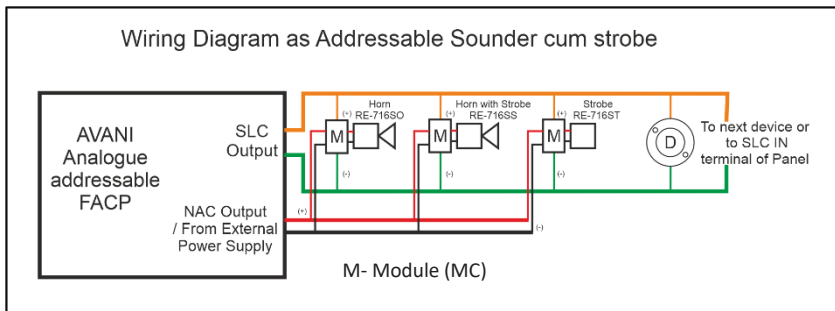 Wiring Diagram as Addressable Sounder cum strobe
AVANI
Analogue
addressable
FACP
SLC
Output
NAC Output
/ From External
Power Supply
(+)
(-)
(+)
Horn
RE-716SO
M
(-)
(+)
Horn with Strobe
RE-716SS
M
(-)
(+)
Strobe
RE-716ST
M
(-)
D
To next device or
to SLC IN
terminal of Panel
M- Module (MC)